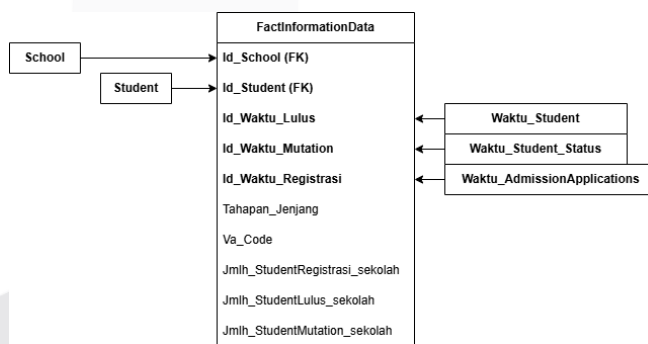 FactInformationData
School
Id_School (FK)
Student
Id_Student (FK)
Id_Waktu_Lulus
Waktu_Student
Id_Waktu_Mutation
Waktu_Student_Status
Id_Waktu_Registrasi
Waktu_AdmissionApplications
Tahapan_Jenjang
Va_Code
Jmlh_StudentRegistrasi_sekolah
Jmlh_StudentLulus_sekolah
Jmlh_StudentMutation_sekolah